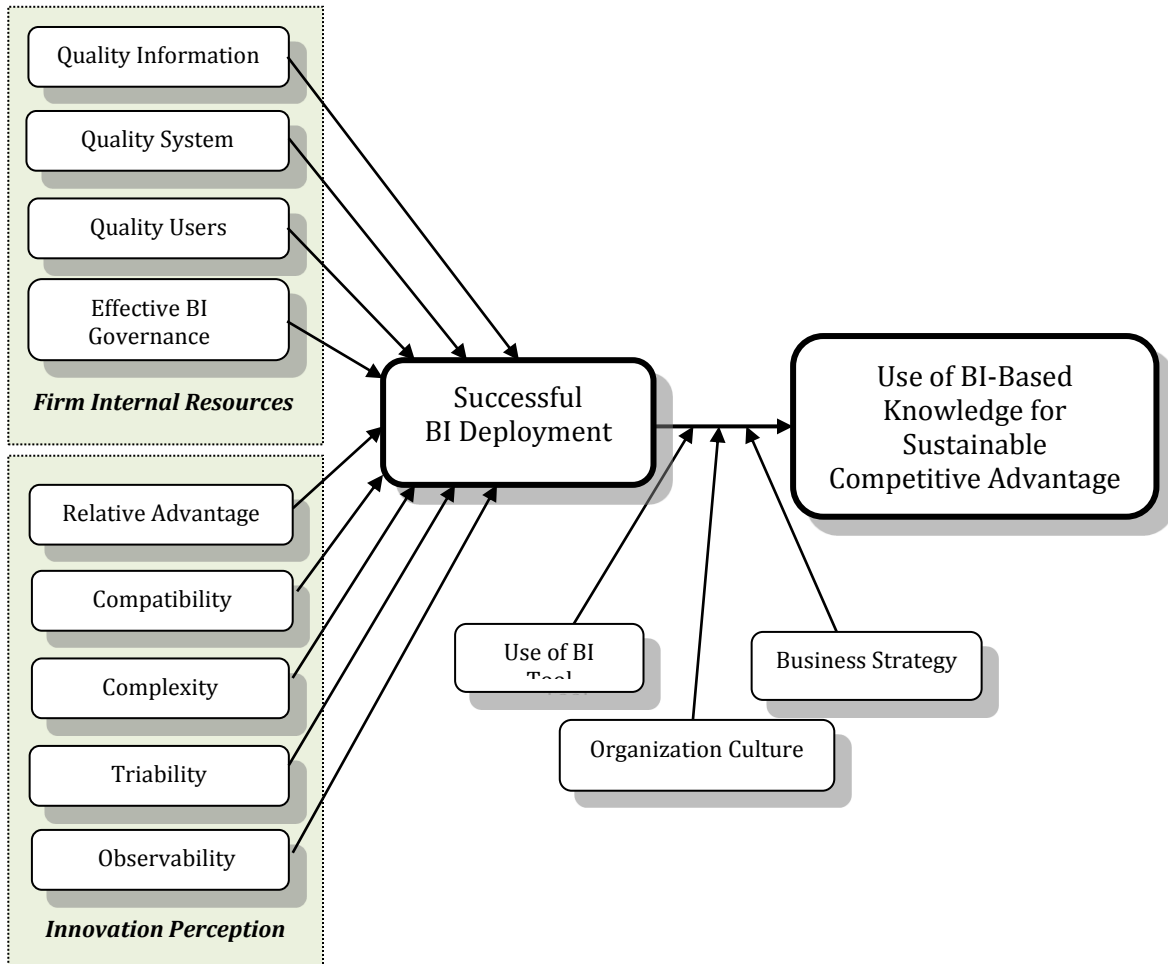 Quality Information
Quality System
Quality Users
Effective BI
Governance
Firm Internal Resources
Relative Advantage
Compatibility
Complexity
Triability
Observability
Innovation Perception
Successful
BI Deployment
Use of BI-Based
Knowledge for
Sustainable
Competitive Advantage
Use of BI
Tool
Organization Culture
Business Strategy